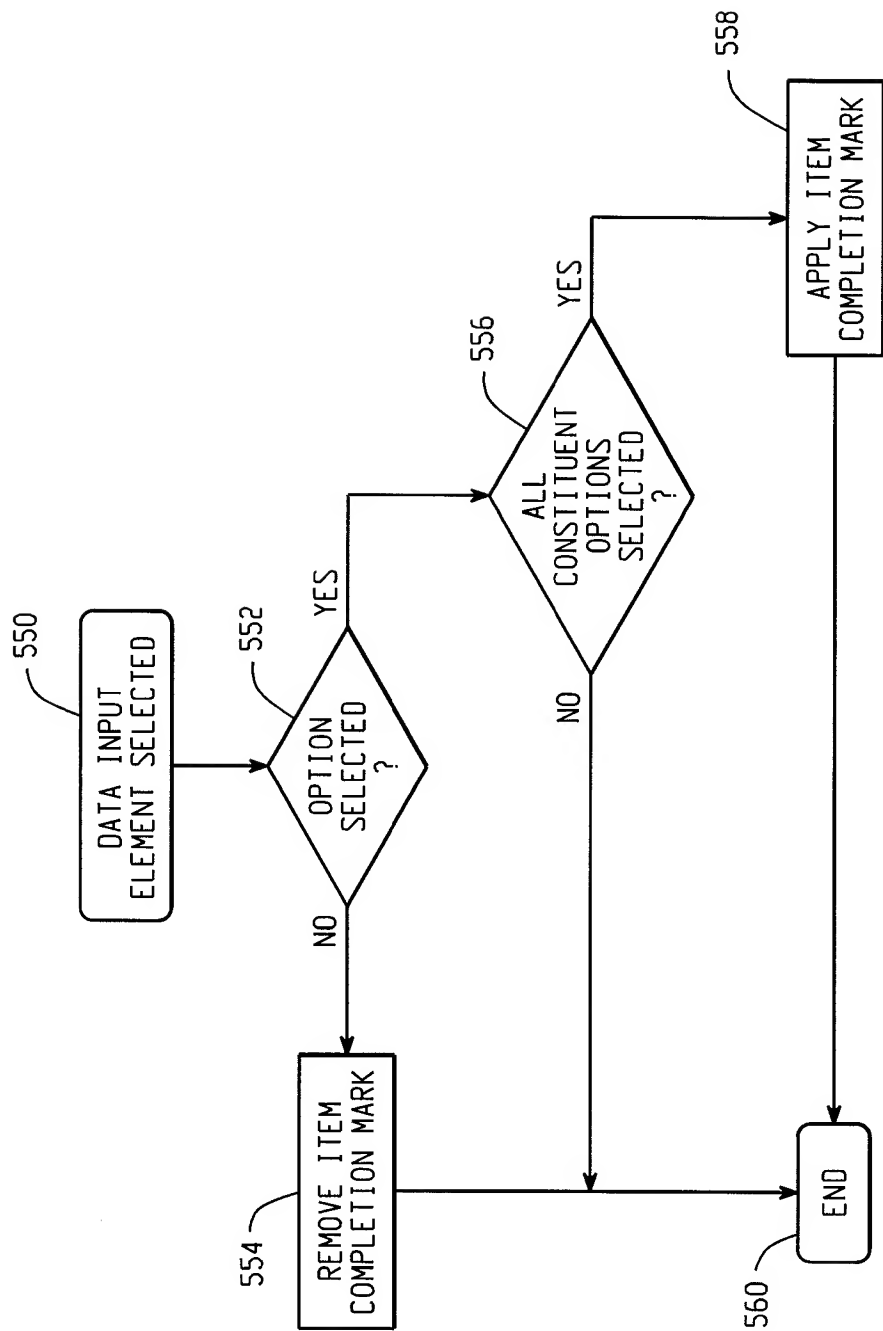 550
DATA INPUT
ELEMENT SELECTED
552
OPTION
SELECTED
?
NO
YES
554
REMOVE ITEM
COMPLETION MARK
556
ALL
CONSTITUENT
OPTIONS
SELECTED
?
NO
YES
558
APPLY ITEM
COMPLETION MARK
560
END